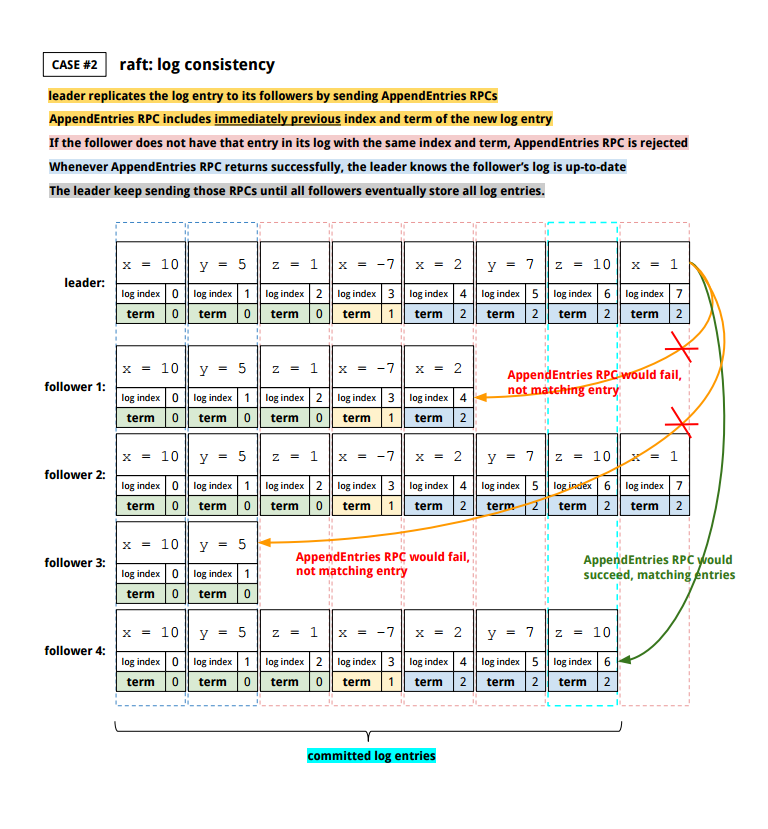 CASE #2 raft: log consistency
leader replicates the log entry to its followers by sending AppendEntries RPCs
AppendEntries RPC includes immediately previous index and term of the new log entry
If the follower does not have that entry in its log with the same index and term, AppendEntries RPC is rejected
Whenever AppendEntries RPC returns successfully, the leader knows the follower's log is up-to-date
The leader keep sending those RPCs until all followers eventually store all log entries.
leader: x = 10 y = 5 z = 1 x = -7 x = 2 y = 7 z = 10 x = 1
log index 0 log index 1 log index 2 log index 3 log index 4 log index 5 log index 6 log index 7
term 0 term 0 term 0 term 1 term 2 term 2 term 2 term 2
follower 1: x = 10 y = 5 z = 1 x = -7 x = 2
AppendEntries RPC would fail,
not matching entry
log index 0 log index 1 log index 2 log index 3 log index 4
term 0 term 0 term 0 term 1 term 2
follower 2: x = 10 y = 5 z = 1 x = -7 x = 2 y = 7 z = 10 x = 1
log index 0 log index 1 log index 2 log index 3 log index 4 log index 5 log index 6 log index 7
term 0 term 0 term 0 term 1 term 2 term 2 term 2 term 2
follower 3: x = 10 y = 5
log index 0 log index 1
term 0 term 0
AppendEntries RPC would fail,
not matching entry
AppendEntries RPC would
succeed, matching entries
follower 4: x = 10 y = 5 z = 1 x = -7 x = 2 y = 7 z = 10
log index 0 log index 1 log index 2 log index 3 log index 4 log index 5 log index 6
term 0 term 0 term 0 term 1 term 2 term 2 term 2
committed log entries